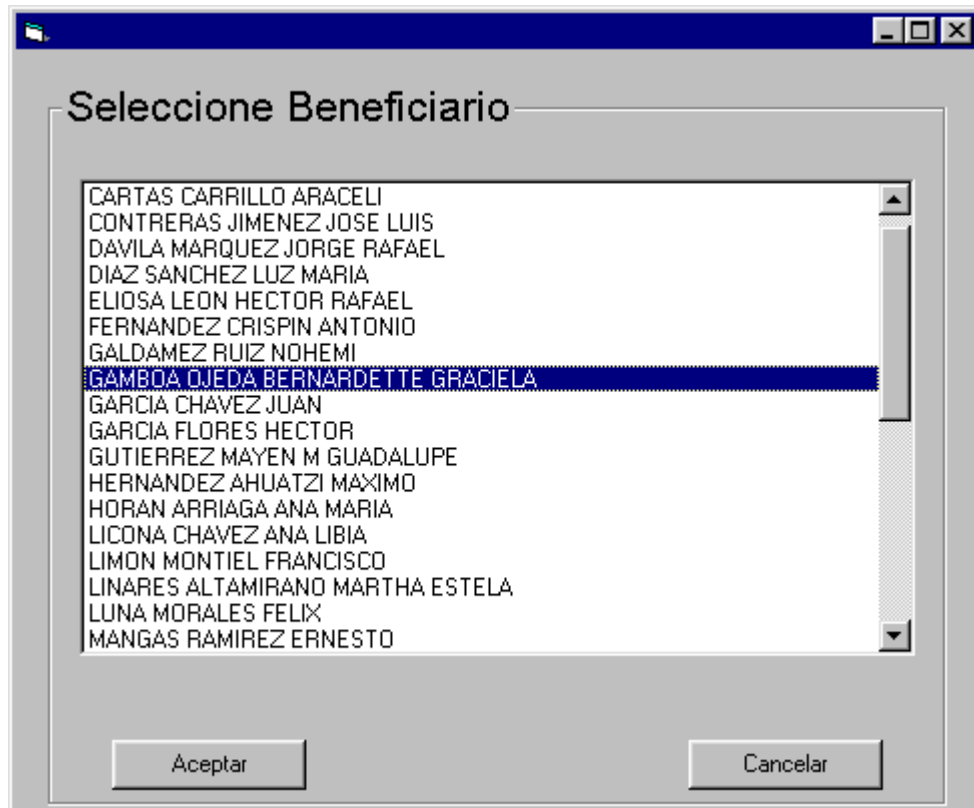 Seleccione Beneficiario
CARTAS CARRILLO ARACELI
CONTRERAS JIMENEZ JOSE LUIS
DAVILA MARQUEZ JORGE RAFAEL
DIAZ SANCHEZ LUZ MARIA
ELIOSA LEON HECTOR RAFAEL
FERNANDEZ CRISPIN ANTONIO
GALDAMEZ RUIZ NOHEMI
GAMBOA OJEDA BERNARDETTE GRACIELA
GARCIA CHAVEZ JUAN
GARCIA FLORES HECTOR
GUTIERREZ MAYEN M GUADALUPE
HERNANDEZ AHUATZI MAXIMO
HORAN ARRIAGA ANA MARIA
LICONA CHAVEZ ANA LIBIA
LIMON MONTIEL FRANCISCO
LINARES ALTAMIRANO MARTHA ESTELA
LUNA MORALES FELIX
MANGAS RAMIREZ ERNESTO
Aceptar
Cancelar